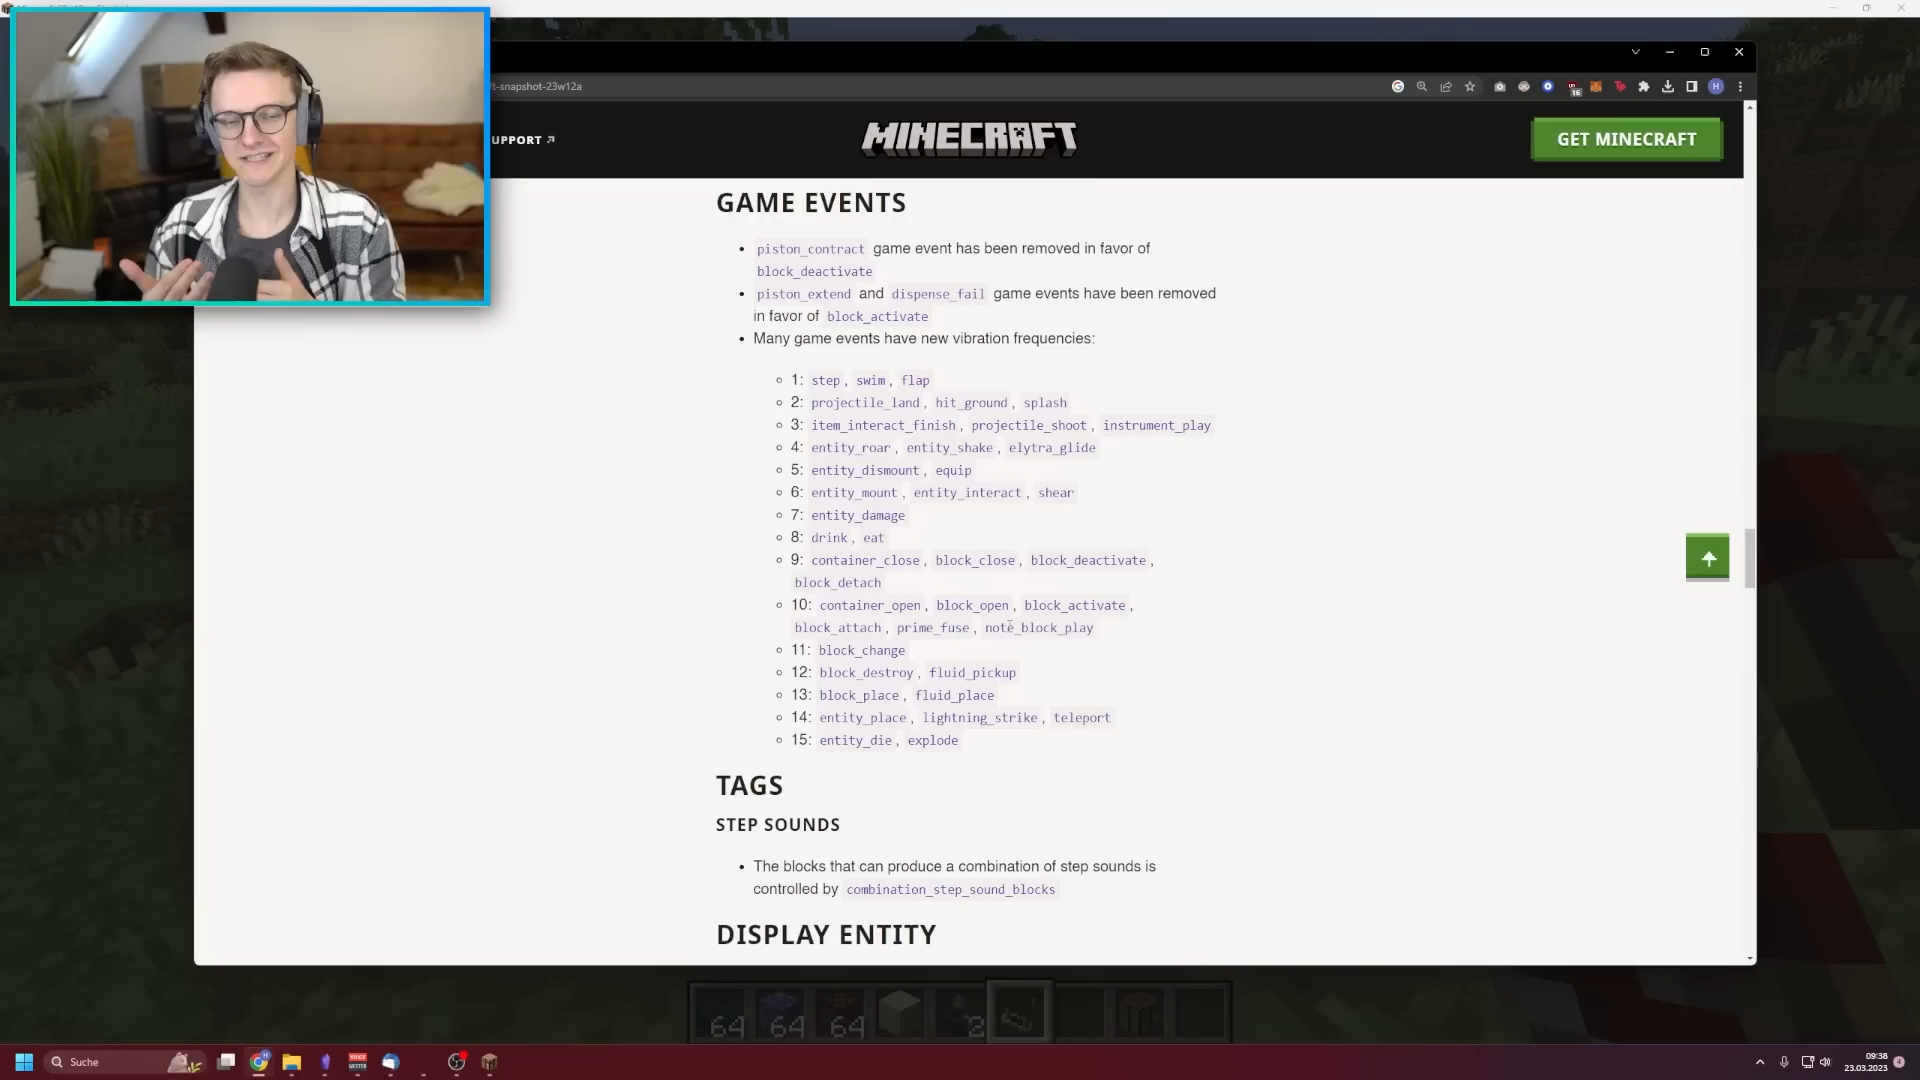 t-snapshot-23w12a
16
H
UPPORT
MINECRAFT
GET MINECRAFT
GAME EVENTS
• piston_contract game event has been removed in favor of
block_deactivate
• piston_extend and dispense_fail game events have been removed
in favor of block_activate
• Many game events have new vibration frequencies:
1: step, swim, flap
2: projectile_land, hit_ground, splash
3: item_interact_finish, projectile_shoot, instrument_play
4: entity_roar, entity_shake, elytra_glide
5: entity_dismount, equip
6: entity_mount, entity_interact, shear
7: entity_damage
8: drink, eat
9: container_close, block_close, block_deactivate,
block_detach
10: container_open, block_open, block_activate,
block_attach, prime_fuse, note_block_play
11: block_change
12: block_destroy, fluid_pickup
13: block_place, fluid_place
14: entity_place, lightning_strike, teleport
15: entity_die, explode
TAGS
STEP SOUNDS
• The blocks that can produce a combination of step sounds is
controlled by combination_step_sound_blocks
DISPLAY ENTITY
64 64 64 2
Suche
09:38
23.03.2023
4